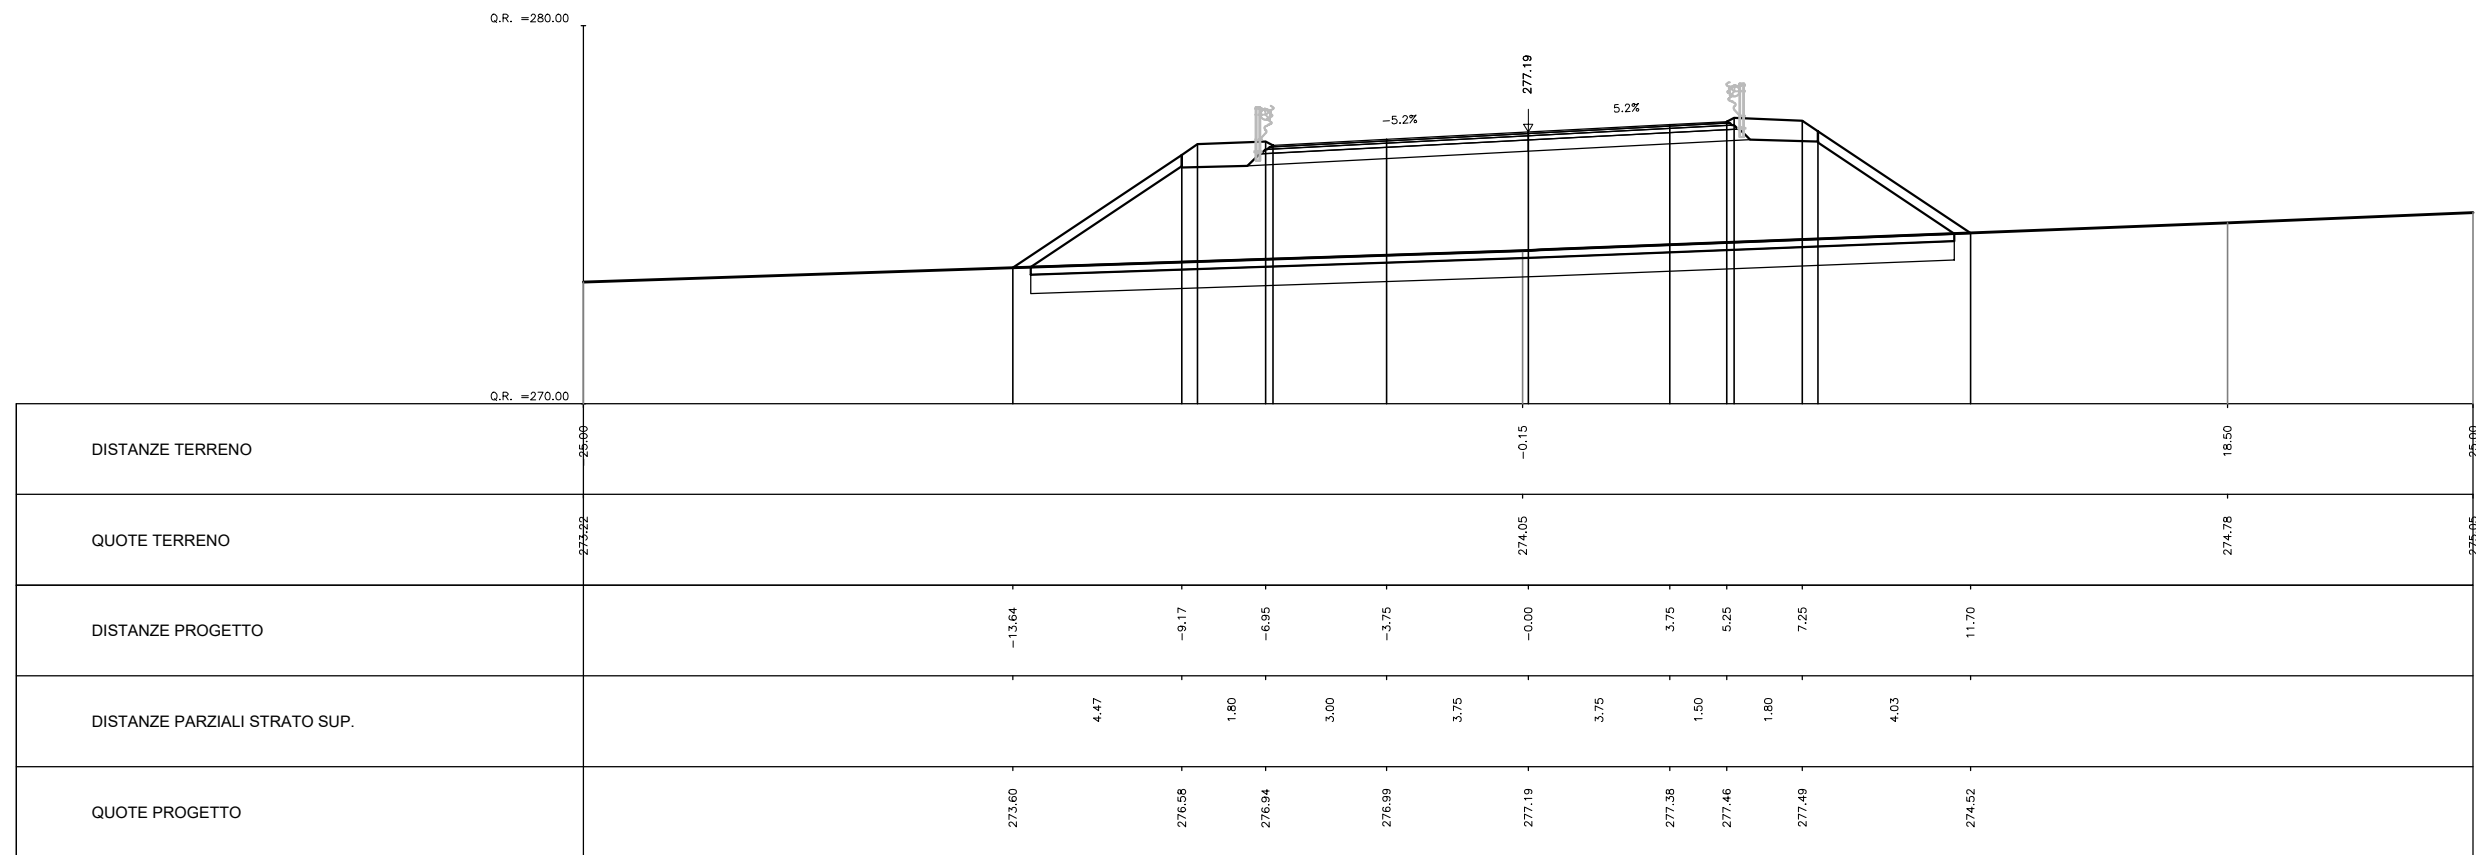 Q.R. =280.00
277.19
-5.2%
5.2%
Q.R. =270.00
DISTANZE TERRENO
-25.00 -0.15 18.50 25.00
QUOTE TERRENO
273.22 274.05 274.78 275.05
DISTANZE PROGETTO
-13.64 -9.17 -6.95 -3.75 -0.00 3.75 5.25 7.25 11.70
DISTANZE PARZIALI STRATO SUP.
4.47 1.80 3.00 3.75 3.75 1.50 1.80 4.03
QUOTE PROGETTO
273.60 276.58 276.94 276.99 277.19 277.38 277.46 277.49 274.52